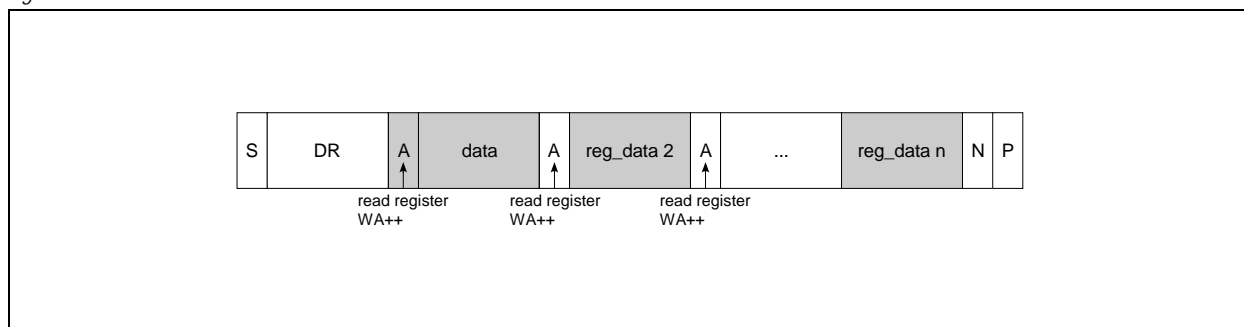 S DR A data A reg_data 2 A ... reg_data n N P
read register read register read register
WA++ WA++ WA++